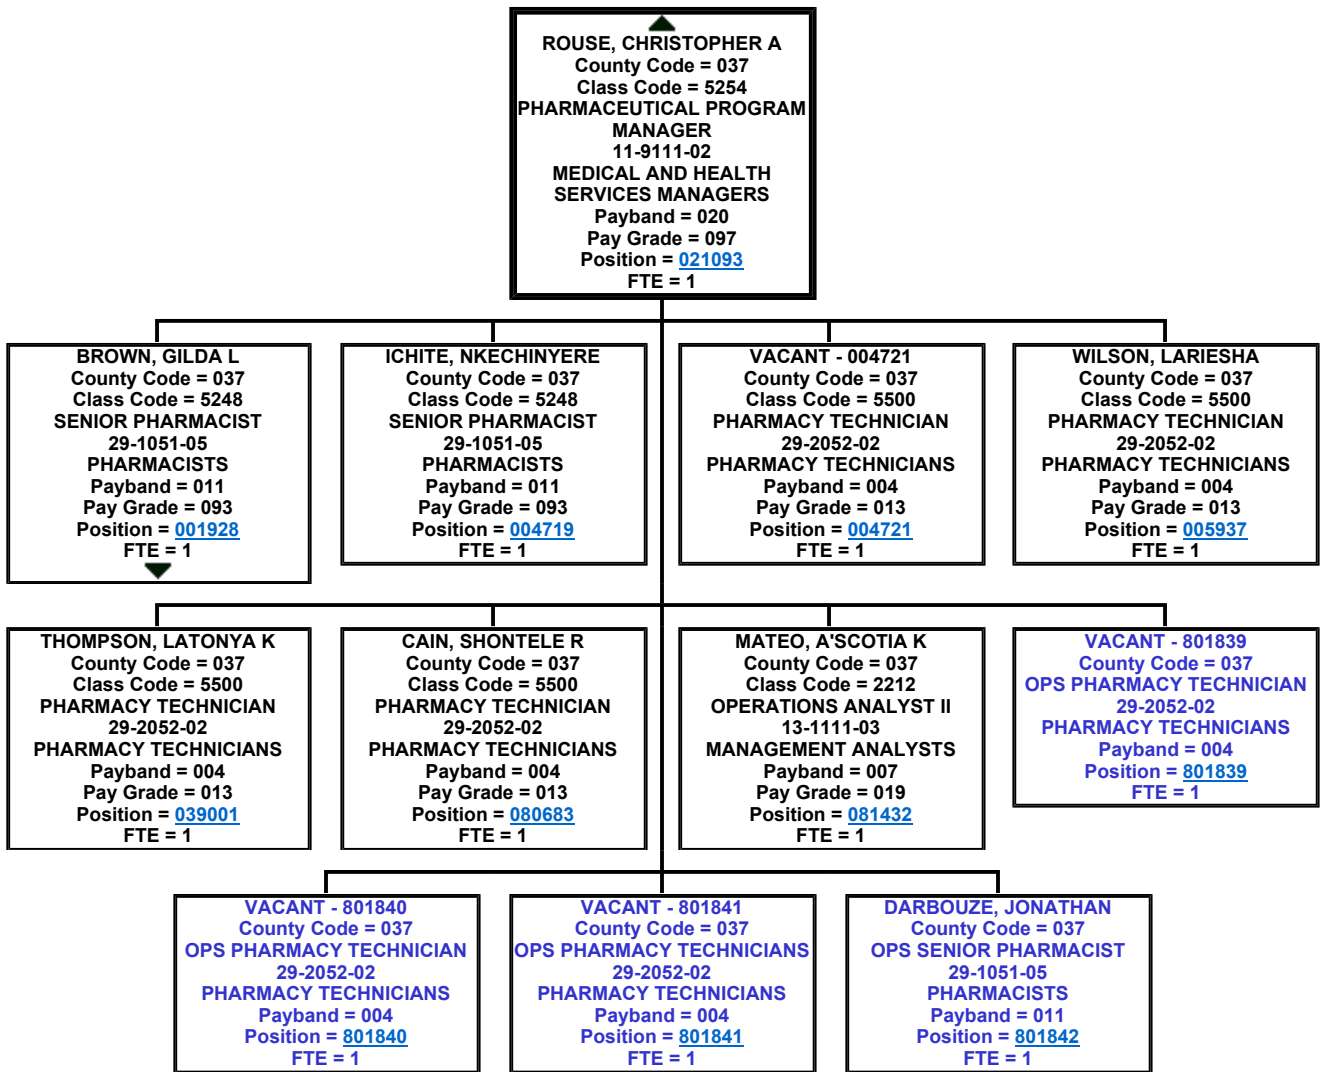 ROUSE, CHRISTOPHER A
County Code = 037
Class Code = 5254
PHARMACEUTICAL PROGRAM
MANAGER
11-9111-02
MEDICAL AND HEALTH
SERVICES MANAGERS
Payband = 020
Pay Grade = 097
Position = 021093
FTE = 1
BROWN, GILDA L
County Code = 037
Class Code = 5248
SENIOR PHARMACIST
29-1051-05
PHARMACISTS
Payband = 011
Pay Grade = 093
Position = 001928
FTE = 1
ICHITE, NKECHINYERE
County Code = 037
Class Code = 5248
SENIOR PHARMACIST
29-1051-05
PHARMACISTS
Payband = 011
Pay Grade = 093
Position = 004719
FTE = 1
VACANT - 004721
County Code = 037
Class Code = 5500
PHARMACY TECHNICIAN
29-2052-02
PHARMACY TECHNICIANS
Payband = 004
Pay Grade = 013
Position = 004721
FTE = 1
WILSON, LARIESHA
County Code = 037
Class Code = 5500
PHARMACY TECHNICIAN
29-2052-02
PHARMACY TECHNICIANS
Payband = 004
Pay Grade = 013
Position = 005937
FTE = 1
THOMPSON, LATONYA K
County Code = 037
Class Code = 5500
PHARMACY TECHNICIAN
29-2052-02
PHARMACY TECHNICIANS
Payband = 004
Pay Grade = 013
Position = 039001
FTE = 1
CAIN, SHONTELE R
County Code = 037
Class Code = 5500
PHARMACY TECHNICIAN
29-2052-02
PHARMACY TECHNICIANS
Payband = 004
Pay Grade = 013
Position = 080683
FTE = 1
MATEO, A'SCOTIA K
County Code = 037
Class Code = 2212
OPERATIONS ANALYST II
13-1111-03
MANAGEMENT ANALYSTS
Payband = 007
Pay Grade = 019
Position = 081432
FTE = 1
VACANT - 801839
County Code = 037
OPS PHARMACY TECHNICIAN
29-2052-02
PHARMACY TECHNICIANS
Payband = 004
Position = 801839
FTE = 1
VACANT - 801840
County Code = 037
OPS PHARMACY TECHNICIAN
29-2052-02
PHARMACY TECHNICIANS
Payband = 004
Position = 801840
FTE = 1
VACANT - 801841
County Code = 037
OPS PHARMACY TECHNICIANS
29-2052-02
PHARMACY TECHNICIANS
Payband = 004
Position = 801841
FTE = 1
DARBOUZE, JONATHAN
County Code = 037
OPS SENIOR PHARMACIST
29-1051-05
PHARMACISTS
Payband = 011
Position = 801842
FTE = 1